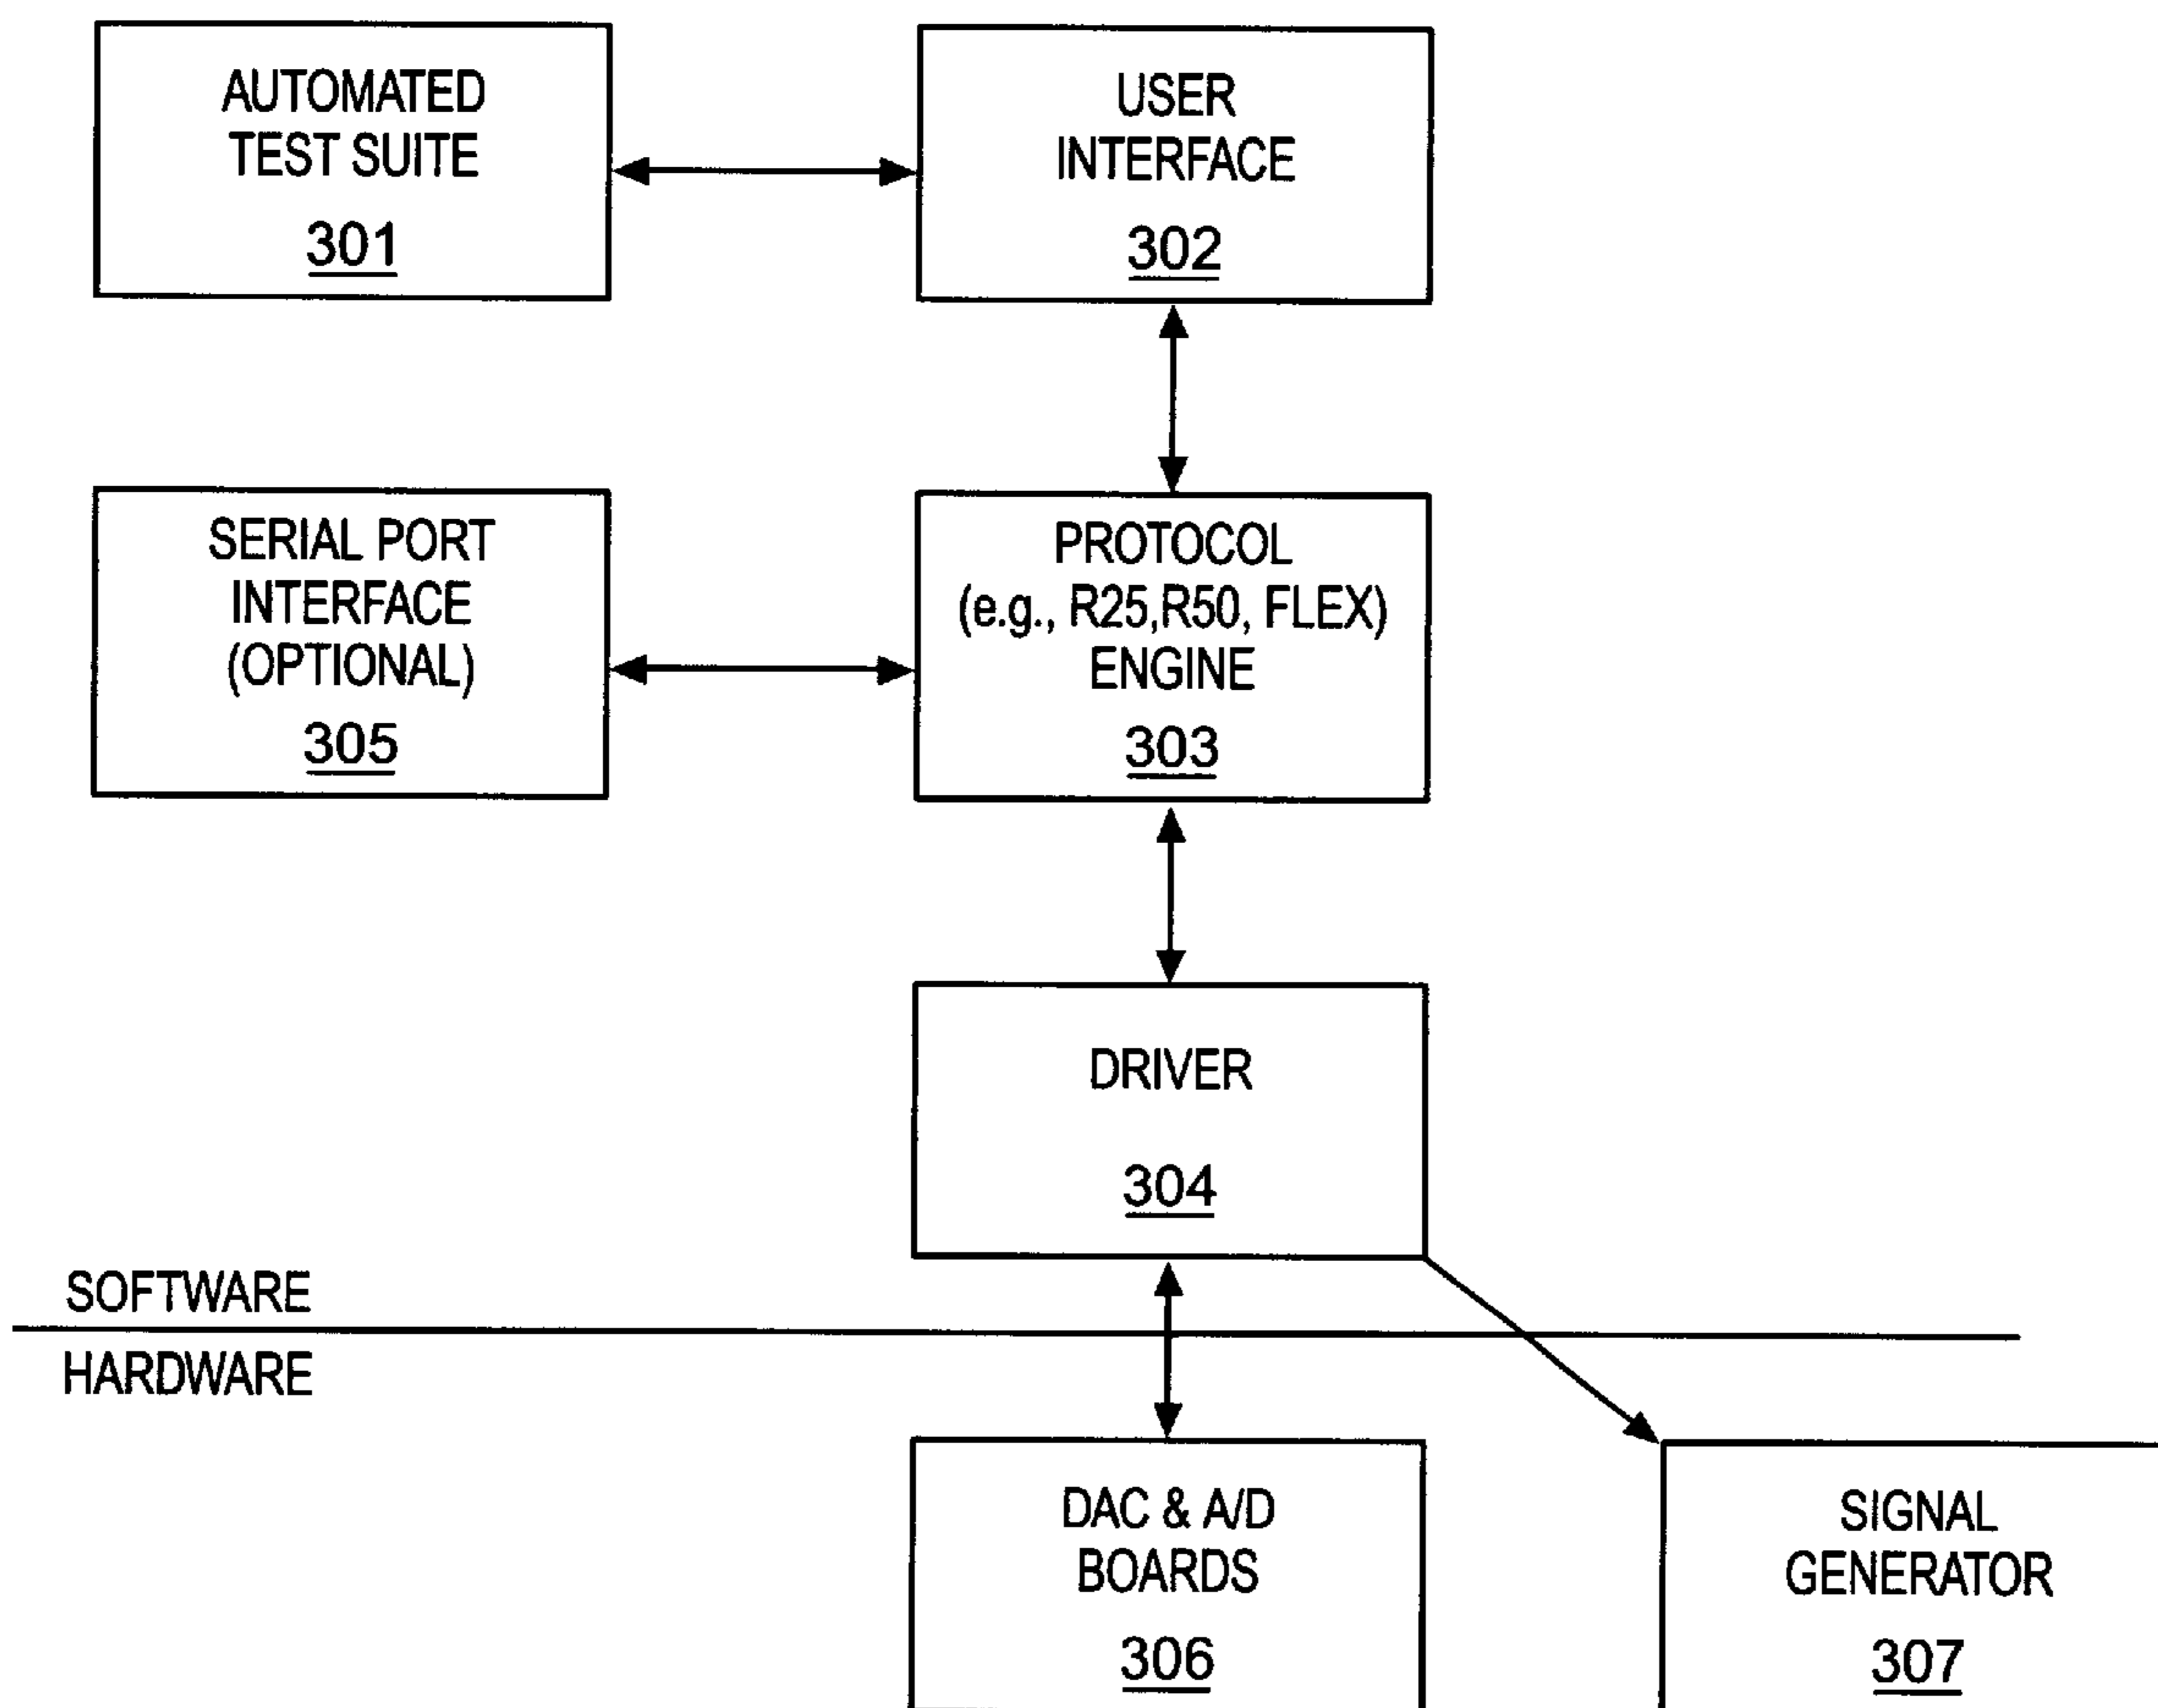 AUTOMATED
TEST SUITE
301
USER
INTERFACE
302
SERIAL PORT
INTERFACE
(OPTIONAL)
305
PROTOCOL
(e.g., R25,R50, FLEX)
ENGINE
303
DRIVER
304
SOFTWARE
HARDWARE
DAC & A/D
BOARDS
306
SIGNAL
GENERATOR
307